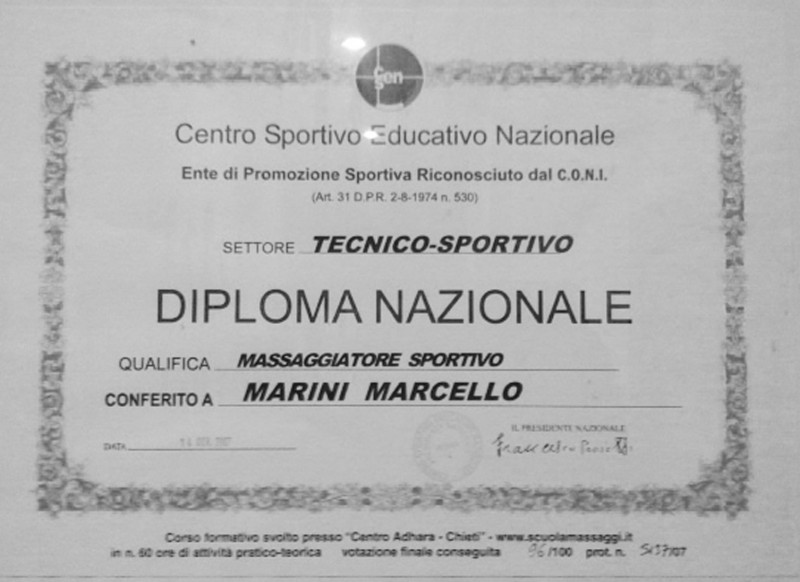 Csen
Centro Sportivo Educativo Nazionale
Ente di Promozione Sportiva Riconosciuto dal C.O.N.I.
(Art. 31 D.P.R. 2-8-1974 n. 530)
SETTORE TECNICO-SPORTIVO
DIPLOMA NAZIONALE
QUALIFICA MASSAGGIATORE SPORTIVO
CONFERITO A MARINI MARCELLO
IL PRESIDENTE NAZIONALE
DATA
Corso formativo svolto presso "Centro Adhara - Chieti" - www.scuolamassaggi.it
in n. 60 ore di attività pratico-teorica votazione finale conseguita 96/100 prot. n. /07